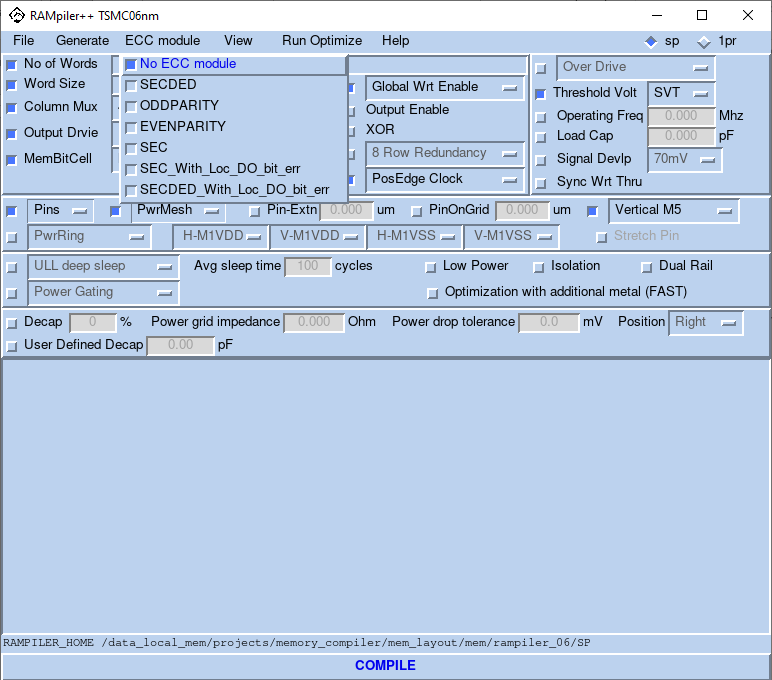 RAMpiler++ TSMC06nm
File Generate ECC module View Run Optimize Help sp 1pr
No of Words
Word Size
Column Mux
Output Drvie
MemBitCell
No ECC module
SECDED
ODDPARITY
EVENPARITY
SEC
SEC_With_Loc_DO_bit_err
SECDED_With_Loc_DO_bit_err
Global Wrt Enable
Output Enable
XOR
8 Row Redundancy
PosEdge Clock
Over Drive
Threshold Volt SVT
Operating Freq 0.000 Mhz
Load Cap 0.000 pF
Signal Devlp 70mV
Sync Wrt Thru
Pins PwrMesh Pin-Extn 0.000 um PinOnGrid 0.000 um Vertical M5
PwrRing H-M1VDD V-M1VDD H-M1VSS V-M1VSS Stretch Pin
ULL deep sleep Avg sleep time 100 cycles Low Power Isolation Dual Rail
Power Gating Optimization with additional metal (FAST)
Decap 0 % Power grid impedance 0.000 Ohm Power drop tolerance 0.0 mV Position Right
User Defined Decap 0.00 pF
RAMPILER_HOME /data_local_mem/projects/memory_compiler/mem_layout/mem/rampiler_06/SP
COMPILE